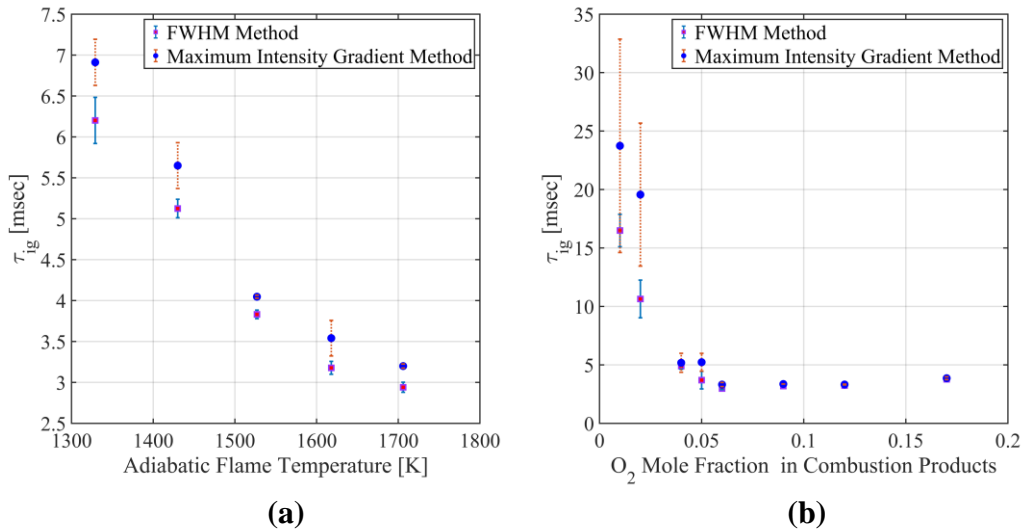 FWHM Method
Maximum Intensity Gradient Method
7.5
7
6.5
6
5.5
5
4.5
4
3.5
3
2.5
τig [msec]
1300 1400 1500 1600 1700 1800
Adiabatic Flame Temperature [K]
(a)
FWHM Method
Maximum Intensity Gradient Method
35
30
25
20
15
10
5
0
τig [msec]
0 0.05 0.1 0.15 0.2
O2 Mole Fraction in Combustion Products
(b)